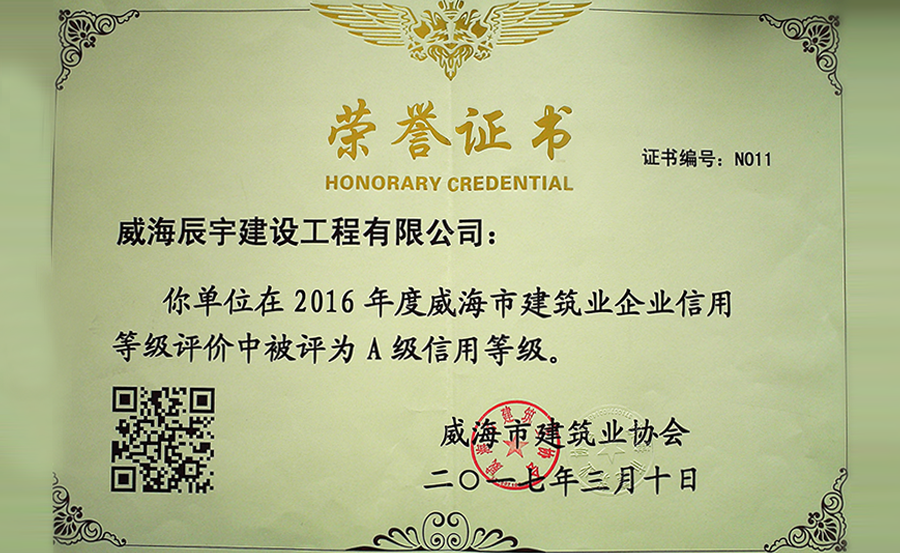 荣誉证书
HONORARY CREDENTIAL
证书编号：NO11
威海辰宇建设工程有限公司：
你单位在2016年度威海市建筑业企业信用
等级评价中被评为A级信用等级。
威海市建筑业协会
二〇一七年三月十日